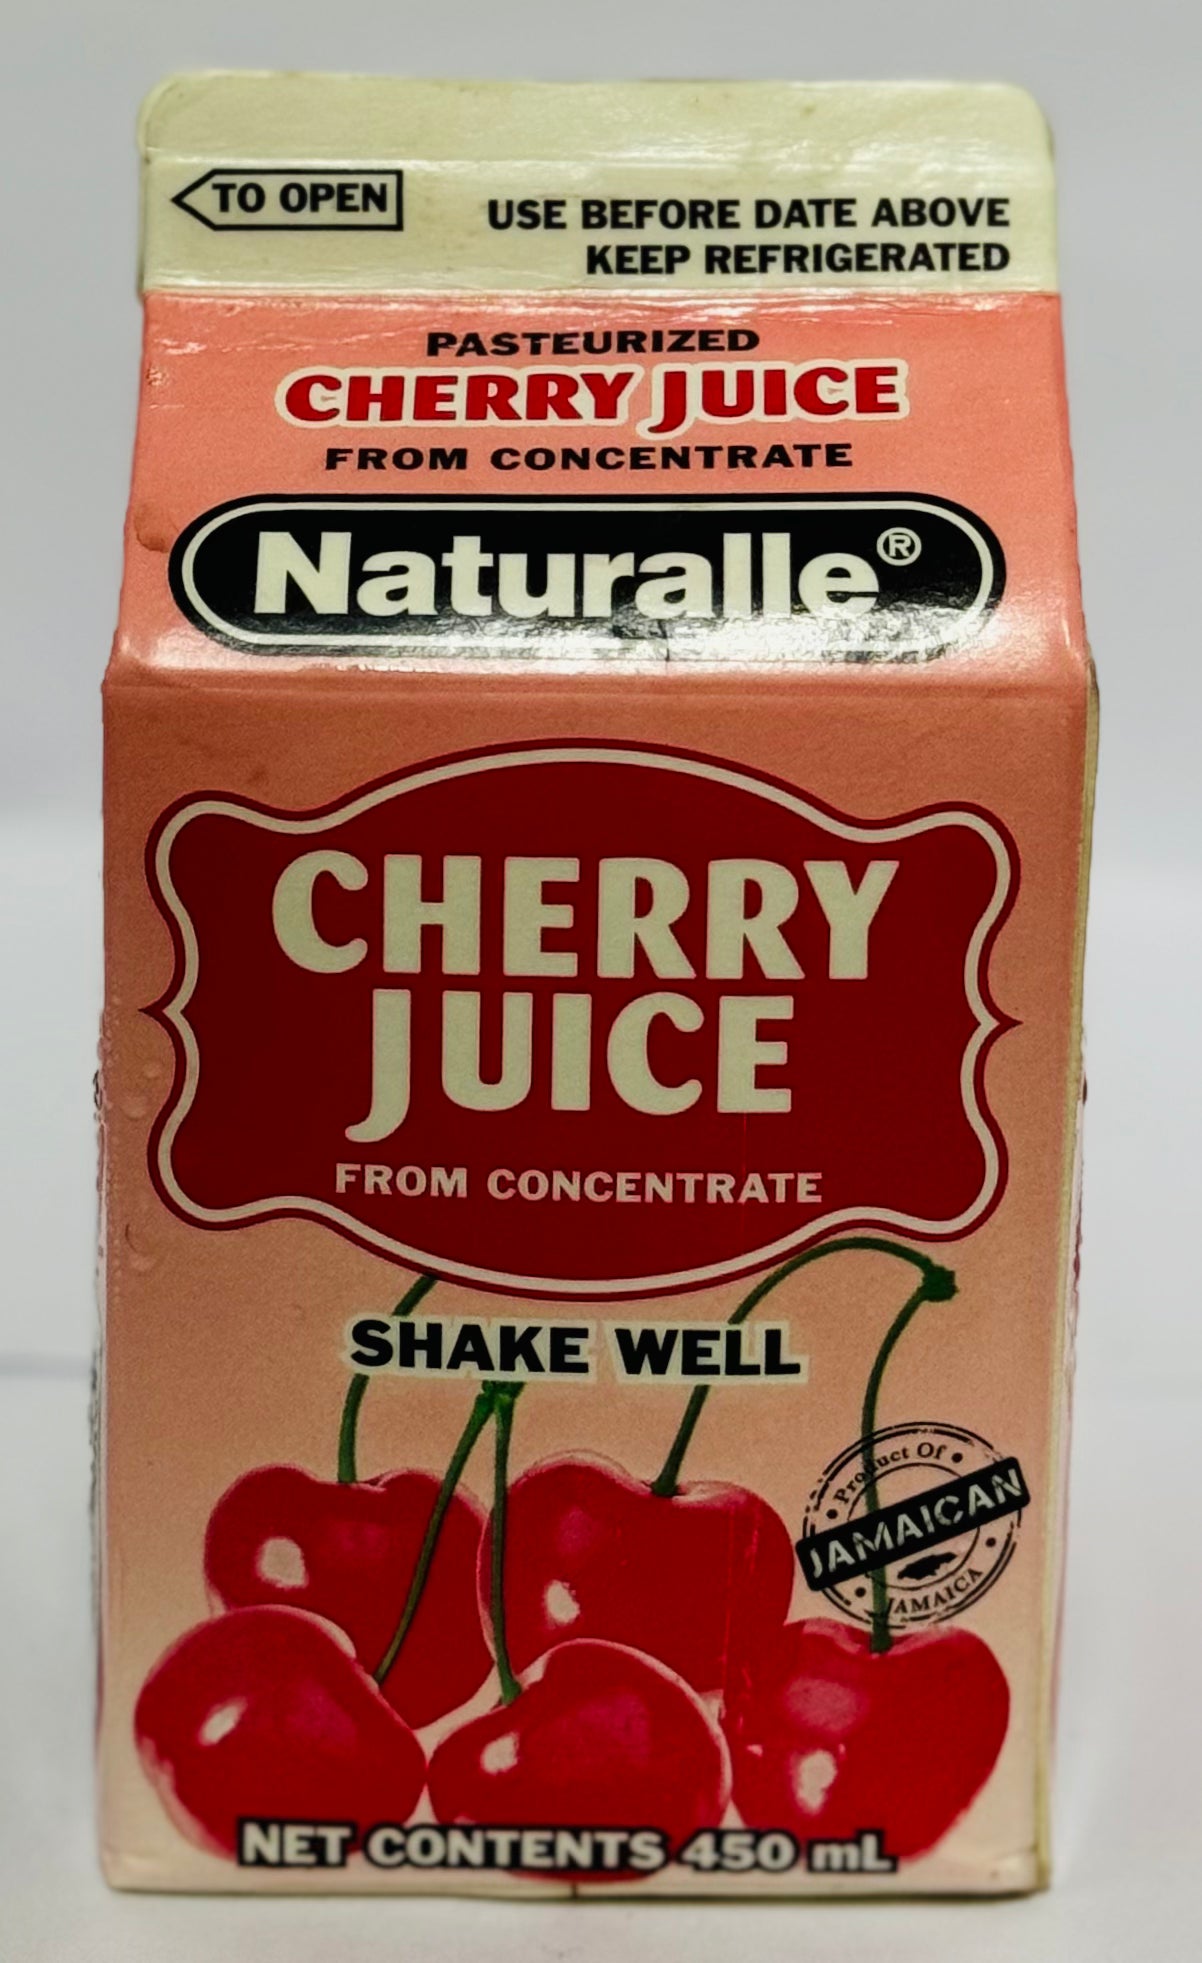 TO OPEN
USE BEFORE DATE ABOVE
KEEP REFRIGERATED
PASTEURIZED
CHERRY JUICE
FROM CONCENTRATE
Naturalle®
CHERRY
JUICE
FROM CONCENTRATE
SHAKE WELL
Product Of
JAMAICAN
JAMAICA
NET CONTENTS 450 mL